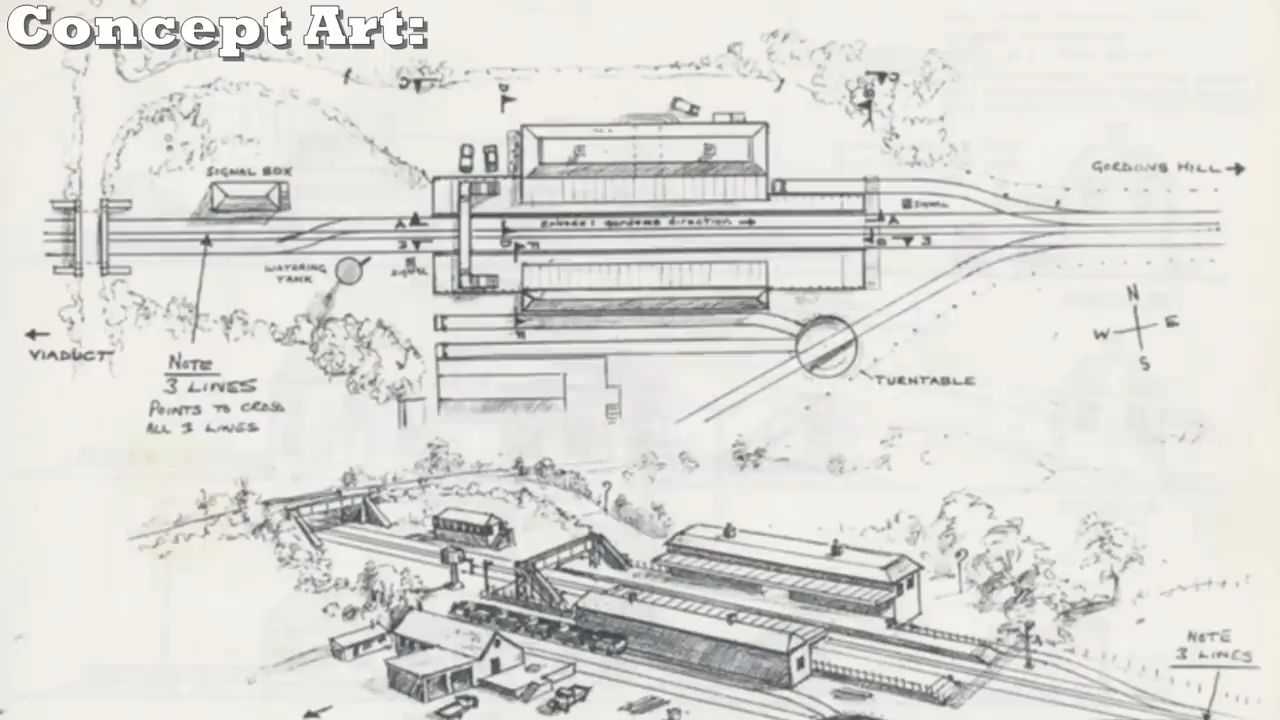 Concept Art:
SIGNAL BOX
GORDONS HILL
A
A
Episode: gordons direction
SIGNAL
B
WATERING
TANK
SIGNAL
VIADUCT
NOTE
3 LINES
POINTS TO CROSS
ALL 3 LINES
N
W E
S
TURNTABLE
NOTE
3 LINES